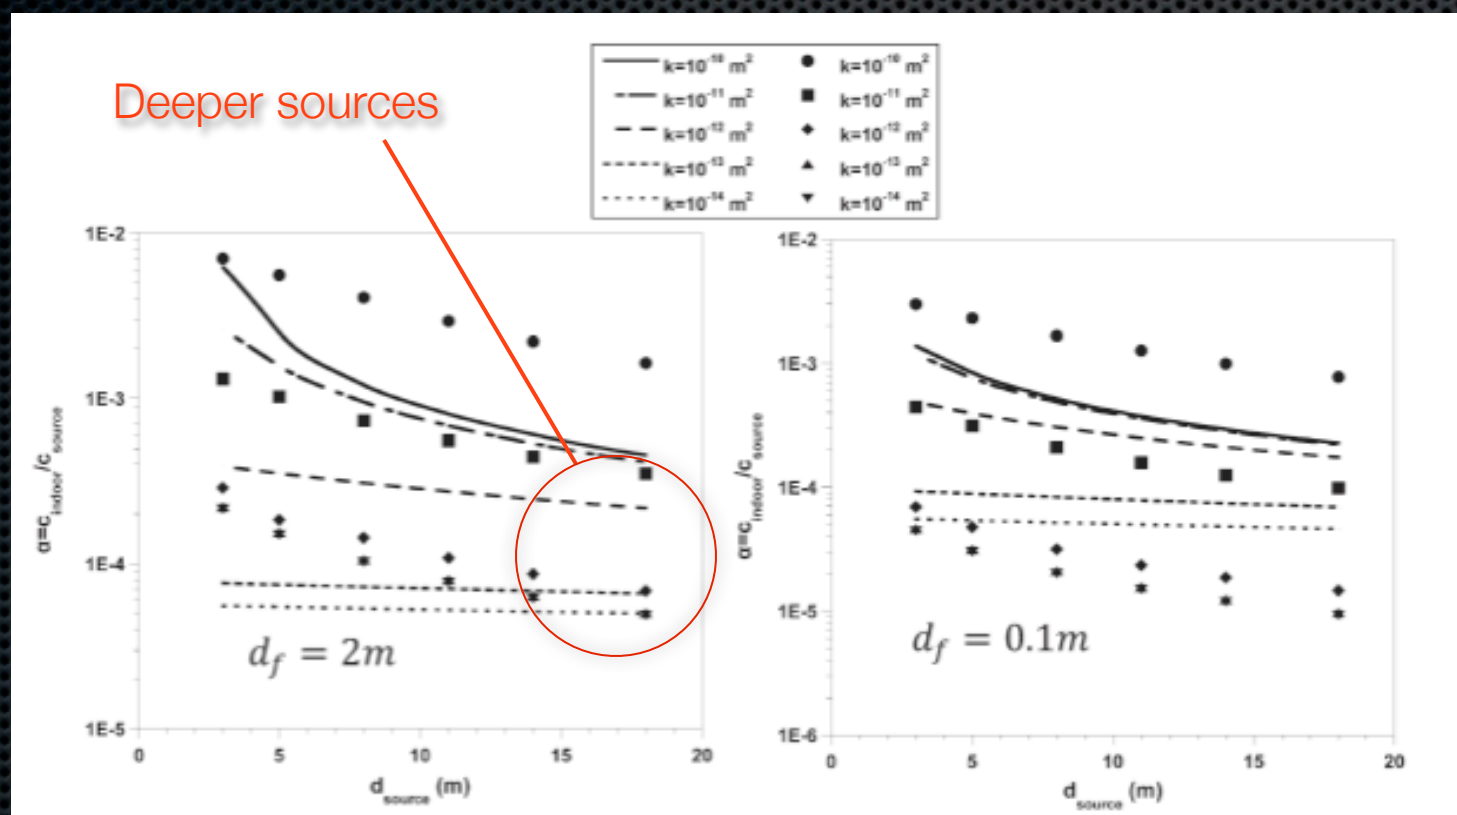 Deeper sources
k=10⁻¹⁰ m² k=10⁻¹⁰ m²
k=10⁻¹¹ m² k=10⁻¹¹ m²
k=10⁻¹² m² k=10⁻¹² m²
k=10⁻¹³ m² k=10⁻¹³ m²
k=10⁻¹⁴ m² k=10⁻¹⁴ m²
α=c_indoor/c_source
1E-2
1E-3
1E-4
1E-5
0 5 10 15 20
d_source (m)
d_f = 2m
α=c_indoor/c_source
1E-2
1E-3
1E-4
1E-5
1E-6
0 5 10 15 20
d_source (m)
d_f = 0.1m